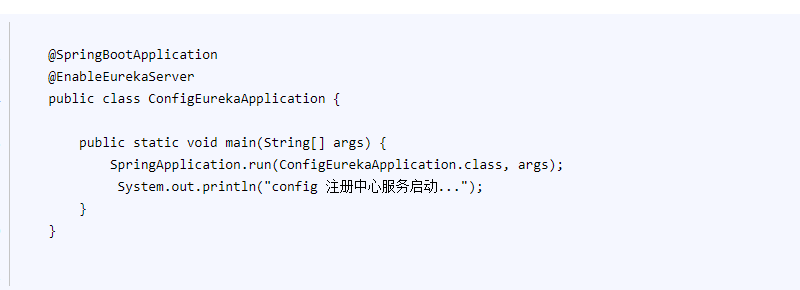 @SpringBootApplication
@EnableEurekaServer
public class ConfigEurekaApplication {
public static void main(String[] args) {
SpringApplication.run(ConfigEurekaApplication.class, args);
System.out.println("config 注册中心服务启动...");
}
}